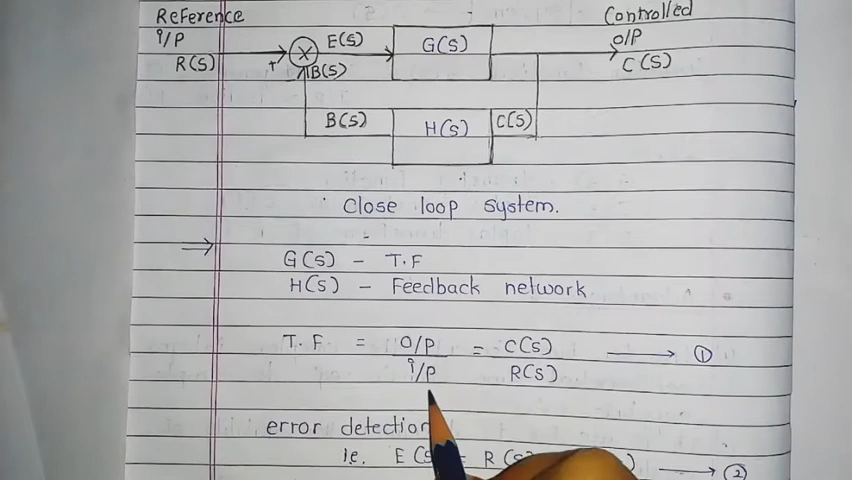 Reference Controlled
i/P E(S) G(S) O/P
R(S) + B(S) C(S)
B(S) H(S) C(S)
Close loop system.
G(S) - T.F
H(S) - Feedback network
T.F = O/P = C(S) → ①
i/P R(S)
error detection
ie. E(S) R(S) → ②